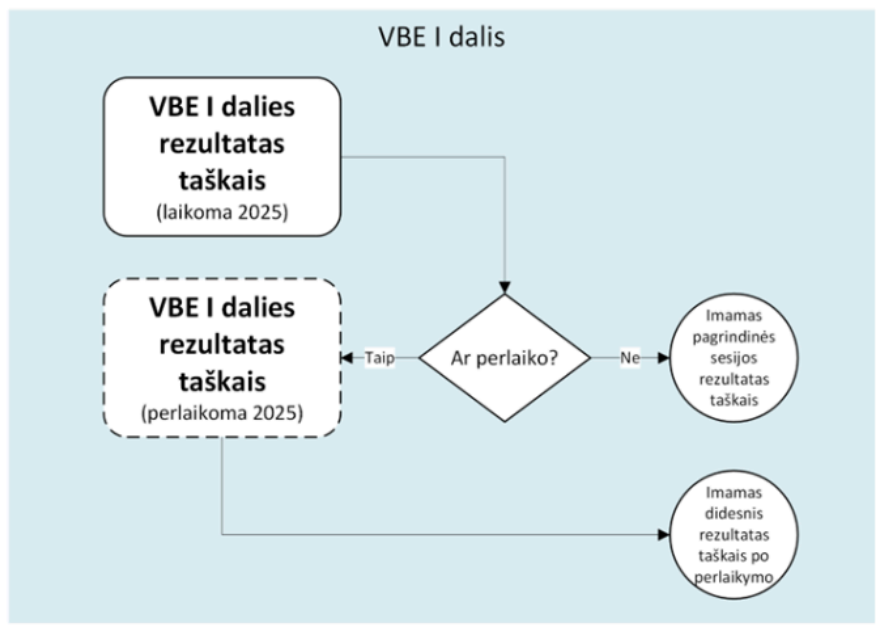 VBE I dalis
VBE I dalies
rezultatas
taškais
(laikoma 2025)
VBE I dalies
rezultatas
taškais
(perlaikoma 2025)
Taip
Ar perlaiko?
Ne
Imamas
pagrindinės
sesijos
rezultatas
taškais
Imamas
didesnis
rezultatas
taškais po
perlaikymo